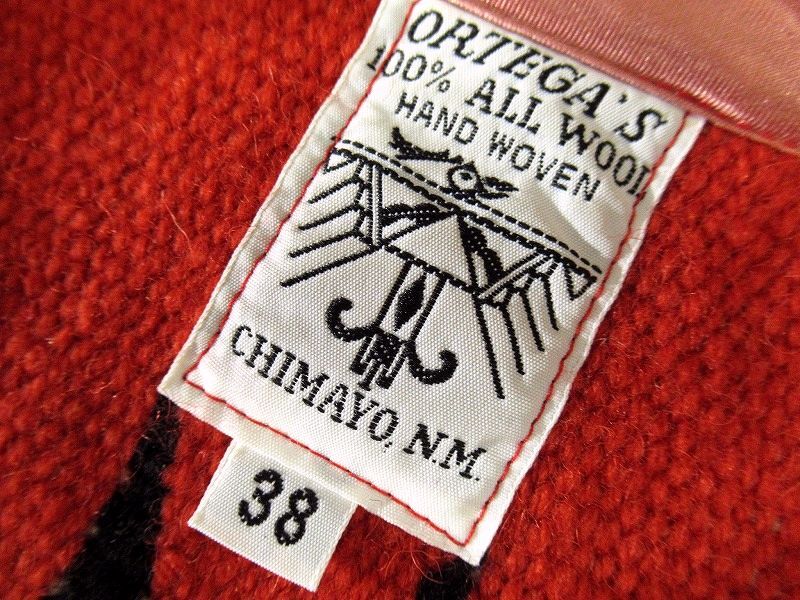 ORTEGA'S
100% ALL WOOL
HAND WOVEN
CHIMAYO, N.M.
38